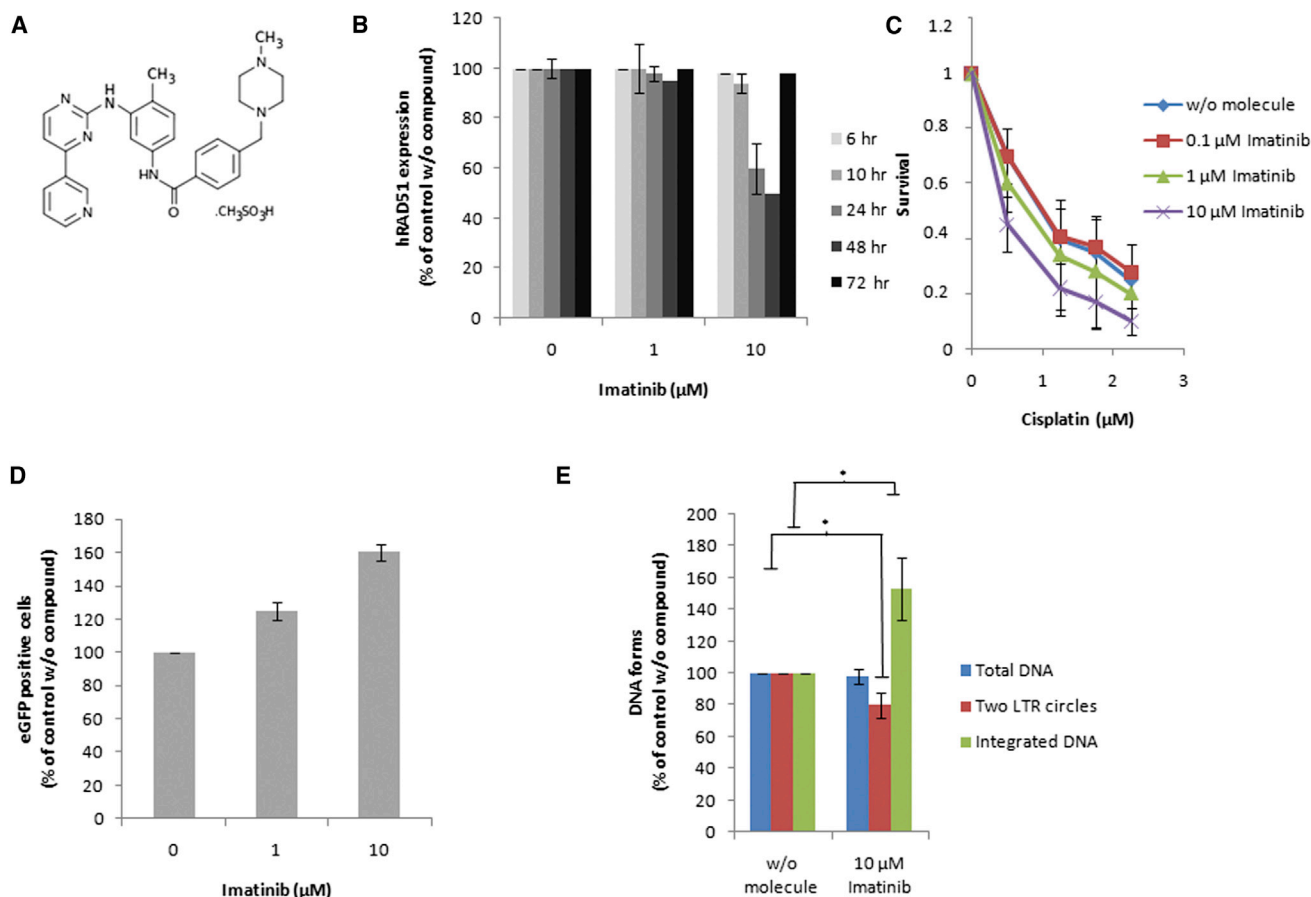 A
CH3
N
N
N
H
N
CH3
N
N
NH
O
N
.CH3SO3H
B
hRAD51 expression
(% of control w/o compound)
120
100
80
60
40
20
0
0
1
10
Imatinib (µM)
6 hr
10 hr
24 hr
48 hr
72 hr
C
Survival
1.2
1
0.8
0.6
0.4
0.2
0
0
1
2
3
Cisplatin (µM)
w/o molecule
0.1 µM Imatinib
1 µM Imatinib
10 µM Imatinib
D
eGFP positive cells
(% of control w/o compound)
180
160
140
120
100
80
60
40
20
0
0
1
10
Imatinib (µM)
E
*
*
DNA forms
(% of control w/o compound)
200
180
160
140
120
100
80
60
40
20
0
w/o
molecule
10 µM
Imatinib
Total DNA
Two LTR circles
Integrated DNA